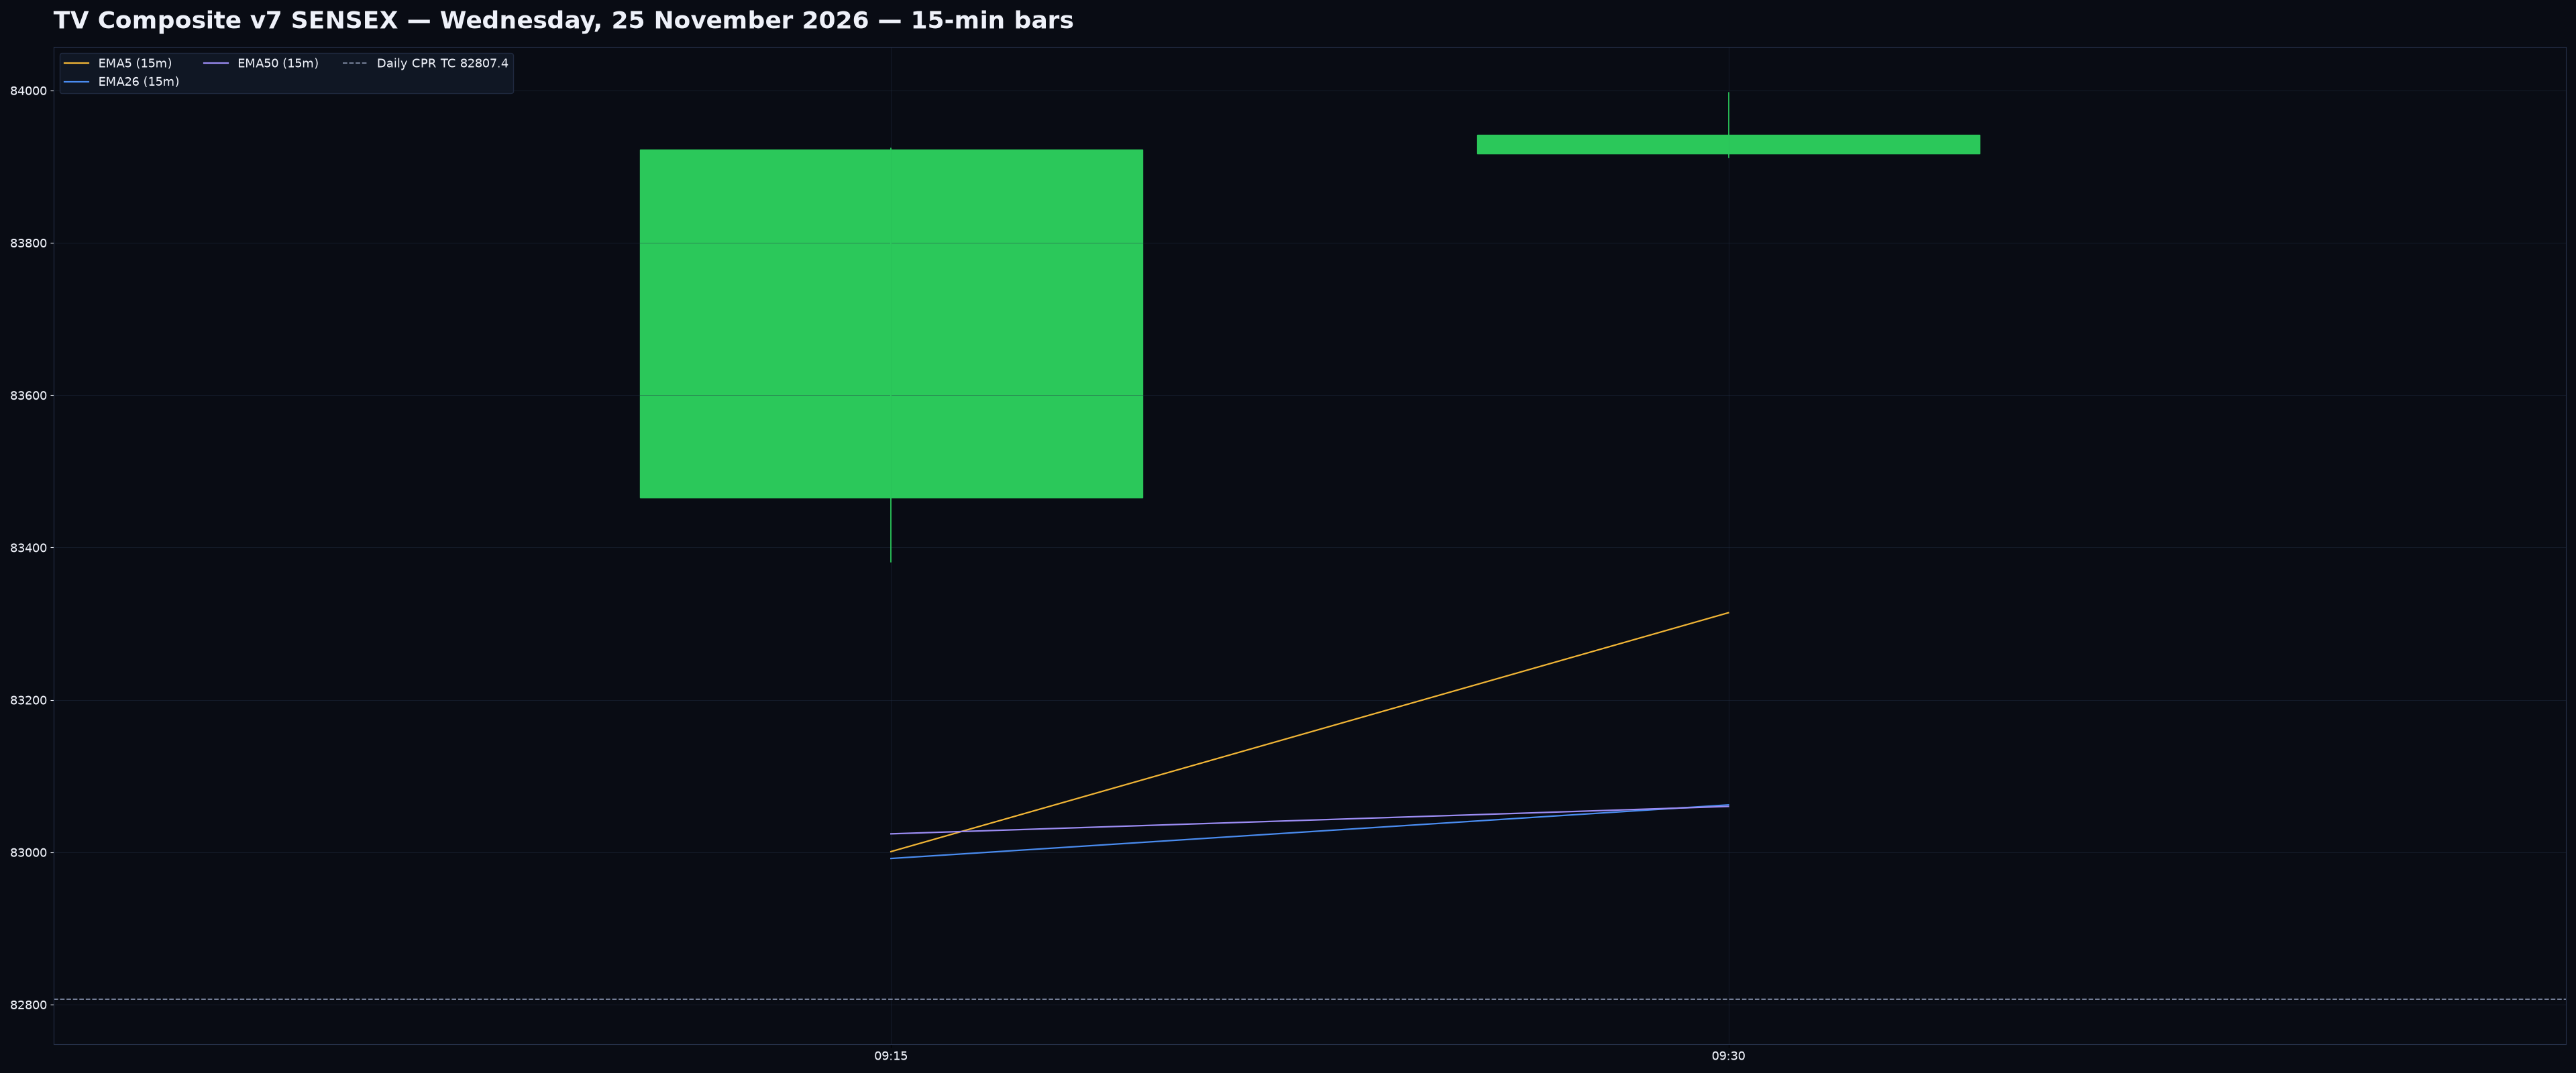 TV Composite v7 SENSEX — Wednesday, 25 November 2026 — 15-min bars
EMA5 (15m) EMA50 (15m) Daily CPR TC 82807.4
EMA26 (15m)
84000
83800
83600
83400
83200
83000
82800
09:15 09:30